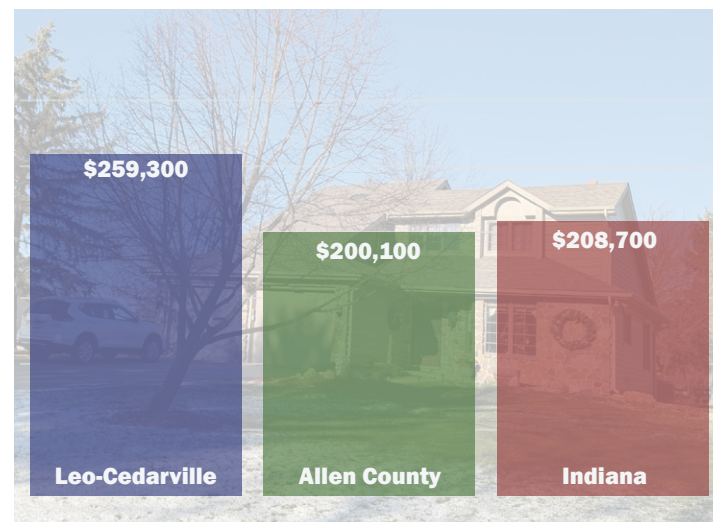 $259,300
$200,100
$208,700
Leo-Cedarville
Allen County
Indiana